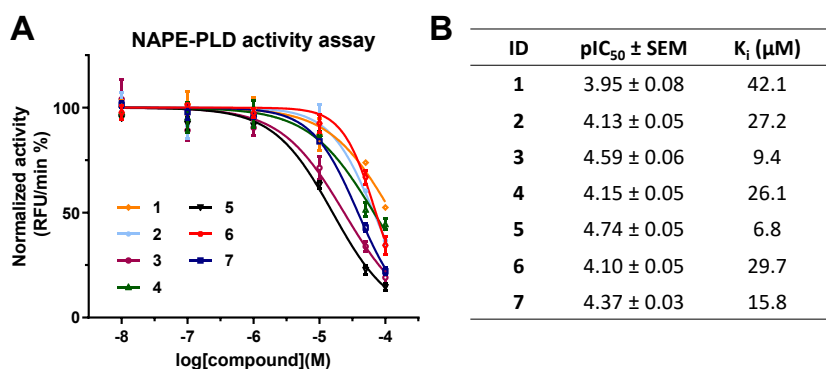 A
NAPE-PLD activity assay
Normalized activity
(RFU/min %)
100
50
0
1
2
3
4
5
6
7
-8
-7
-6
-5
-4
log[compound](M)
B
ID pIC50 ± SEM Ki (µM)
1 3.95 ± 0.08 42.1
2 4.13 ± 0.05 27.2
3 4.59 ± 0.06 9.4
4 4.15 ± 0.05 26.1
5 4.74 ± 0.05 6.8
6 4.10 ± 0.05 29.7
7 4.37 ± 0.03 15.8